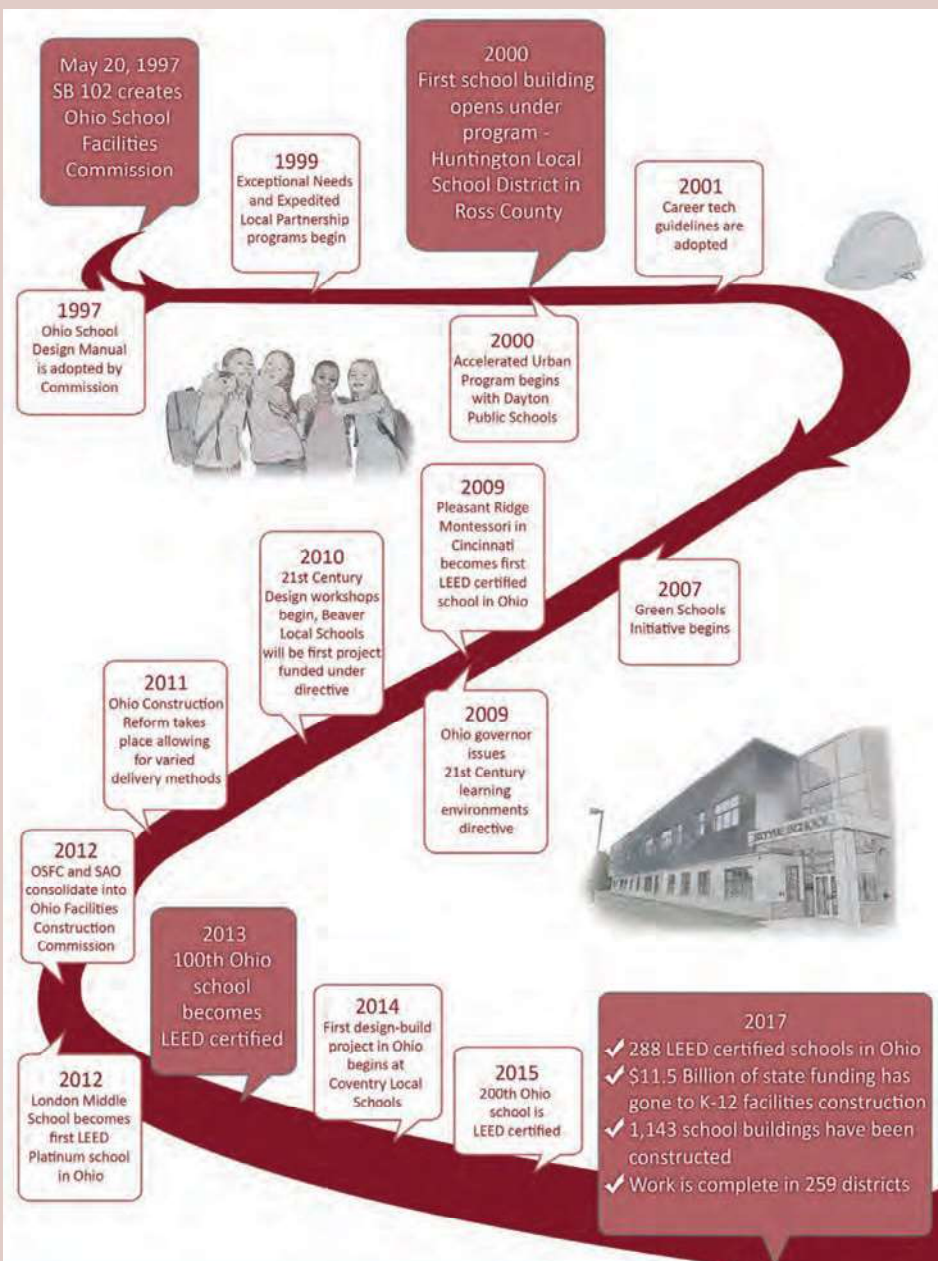 May 20, 1997
SB 102 creates
Ohio School
Facilities
Commission
1997
Ohio School
Design Manual
is adopted by
Commission
1999
Exceptional Needs
and Expedited
Local Partnership
programs begin
2000
First school building
opens under
program -
Huntington Local
School District in
Ross County
2000
Accelerated Urban
Program begins
with Dayton
Public Schools
2001
Career tech
guidelines are
adopted
2007
Green Schools
Initiative begins
2009
Pleasant Ridge
Montessori in
Cincinnati
becomes first
LEED certified
school in Ohio
2009
Ohio governor
issues
21st Century
learning
environments
directive
2010
21st Century
Design workshops
begin, Beaver
Local Schools
will be first project
funded under
directive
2011
Ohio Construction
Reform takes
place allowing
for varied
delivery methods
2012
OSFC and SAO
consolidate into
Ohio Facilities
Construction
Commission
2012
London Middle
School becomes
first LEED
Platinum school
in Ohio
2013
100th Ohio
school
becomes
LEED certified
2014
First design-build
project in Ohio
begins at
Coventry Local
Schools
2015
200th Ohio
school is
LEED certified
2017
✓ 288 LEED certified schools in Ohio
✓ $11.5 Billion of state funding has
gone to K-12 facilities construction
✓ 1,143 school buildings have been
constructed
✓ Work is complete in 259 districts
SCHOOL